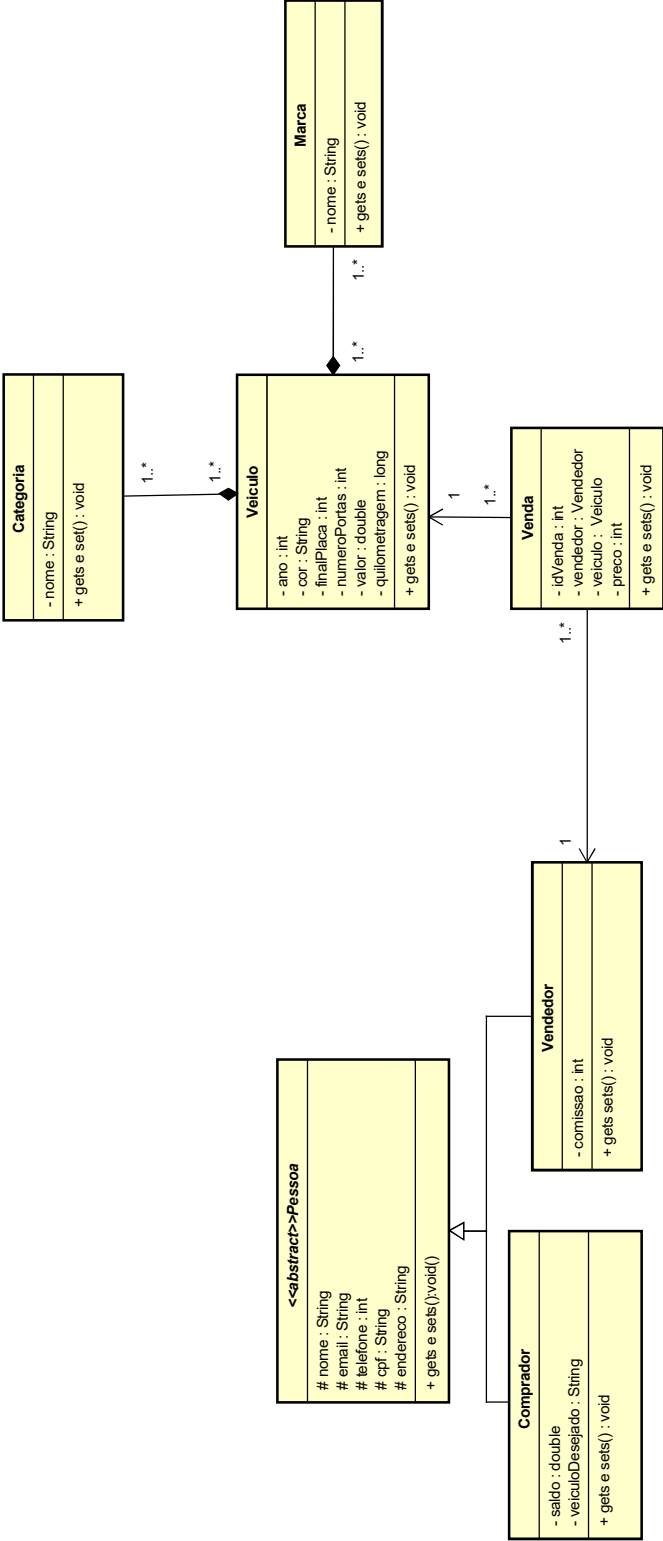 Categoria
- nome : String
+ gets e set() : void
1..*
1..*
Marca
- nome : String
+ gets e sets() : void
1..*
1..*
Veiculo
- ano : int
- cor : String
- finalPlaca : int
- numeroPortas : int
- valor : double
- quilometragem : long
+ gets e sets() : void
1
1..*
<<abstract>>Pessoa
# nome : String
# email : String
# telefone : int
# cpf : String
# endereco : String
+ gets e sets():void()
Comprador
- saldo : double
- veiculoDesejado : String
+ gets e sets() : void
Vendedor
- comissao : int
+ gets sets() : void
1
1..*
Venda
- idVenda : int
- vendedor : Vendedor
- veiculo :  Veiculo
- preco : int
+ gets e sets() : void